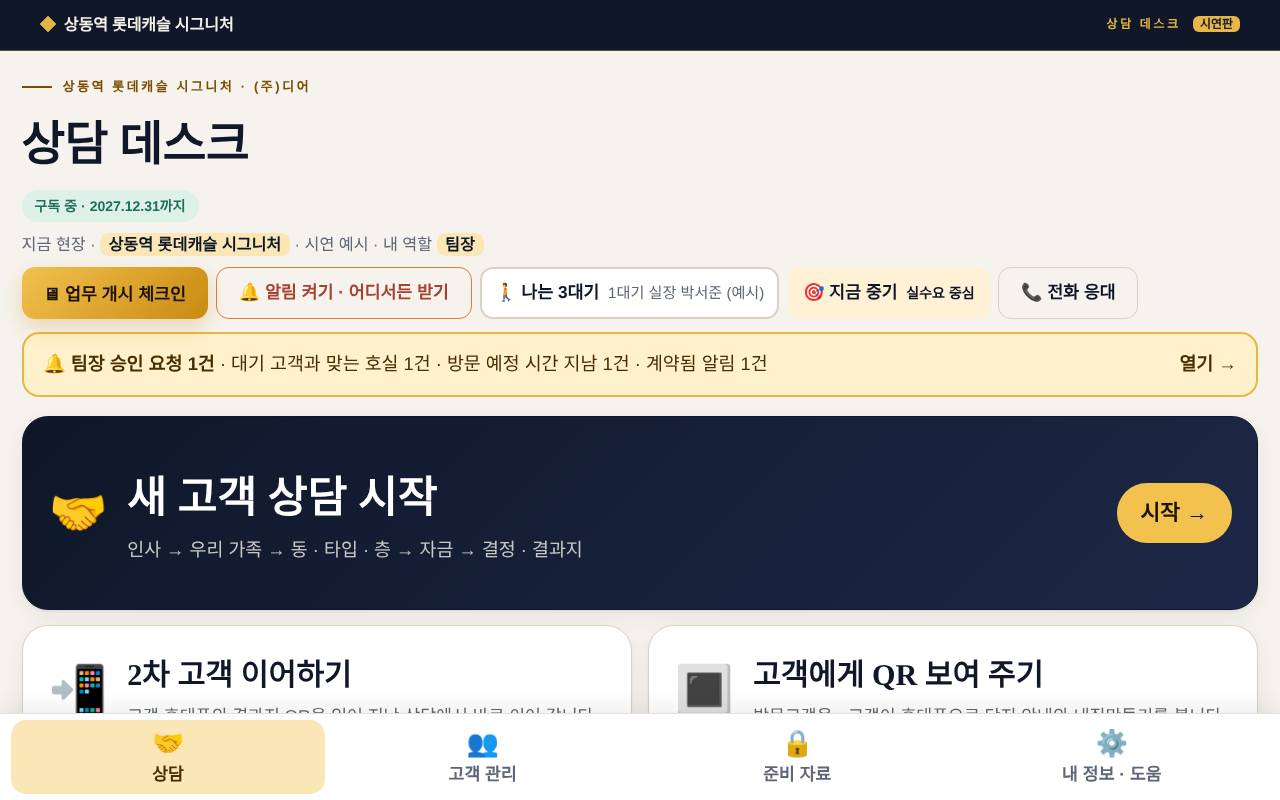 상동역 롯데캐슬 시그니처
상담 데스크 시연판
상동역 롯데캐슬 시그니처 · (주)디어
상담 데스크
구독 중 · 2027.12.31까지
지금 현장 · 상동역 롯데캐슬 시그니처 · 시연 예시 · 내 역할 팀장
업무 개시 체크인
알림 켜기 · 어디서든 받기
나는 3대기 1대기 실장 박서준 (예시)
지금 중기 실수요 중심
전화 응대
팀장 승인 요청 1건 · 대기 고객과 맞는 호실 1건 · 방문 예정 시간 지남 1건 · 계약됨 알림 1건
열기 →
새 고객 상담 시작
인사 → 우리 가족 → 동 · 타입 · 층 → 자금 → 결정 · 결과지
시작 →
2차 고객 이어하기
고객에게 QR 보여 주기
상담
고객 관리
준비 자료
내 정보 · 도움